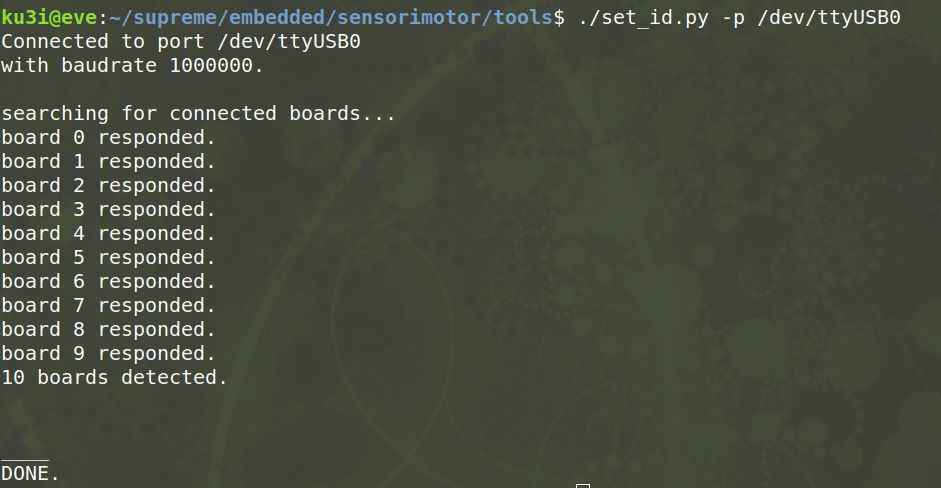 ku3i@eve:~/supreme/embedded/sensorimotor/tools$ ./set_id.py -p /dev/ttyUSB0
Connected to port /dev/ttyUSB0
with baudrate 1000000.
searching for connected boards...
board 0 responded.
board 1 responded.
board 2 responded.
board 3 responded.
board 4 responded.
board 5 responded.
board 6 responded.
board 7 responded.
board 8 responded.
board 9 responded.
10 boards detected.
____
DONE.